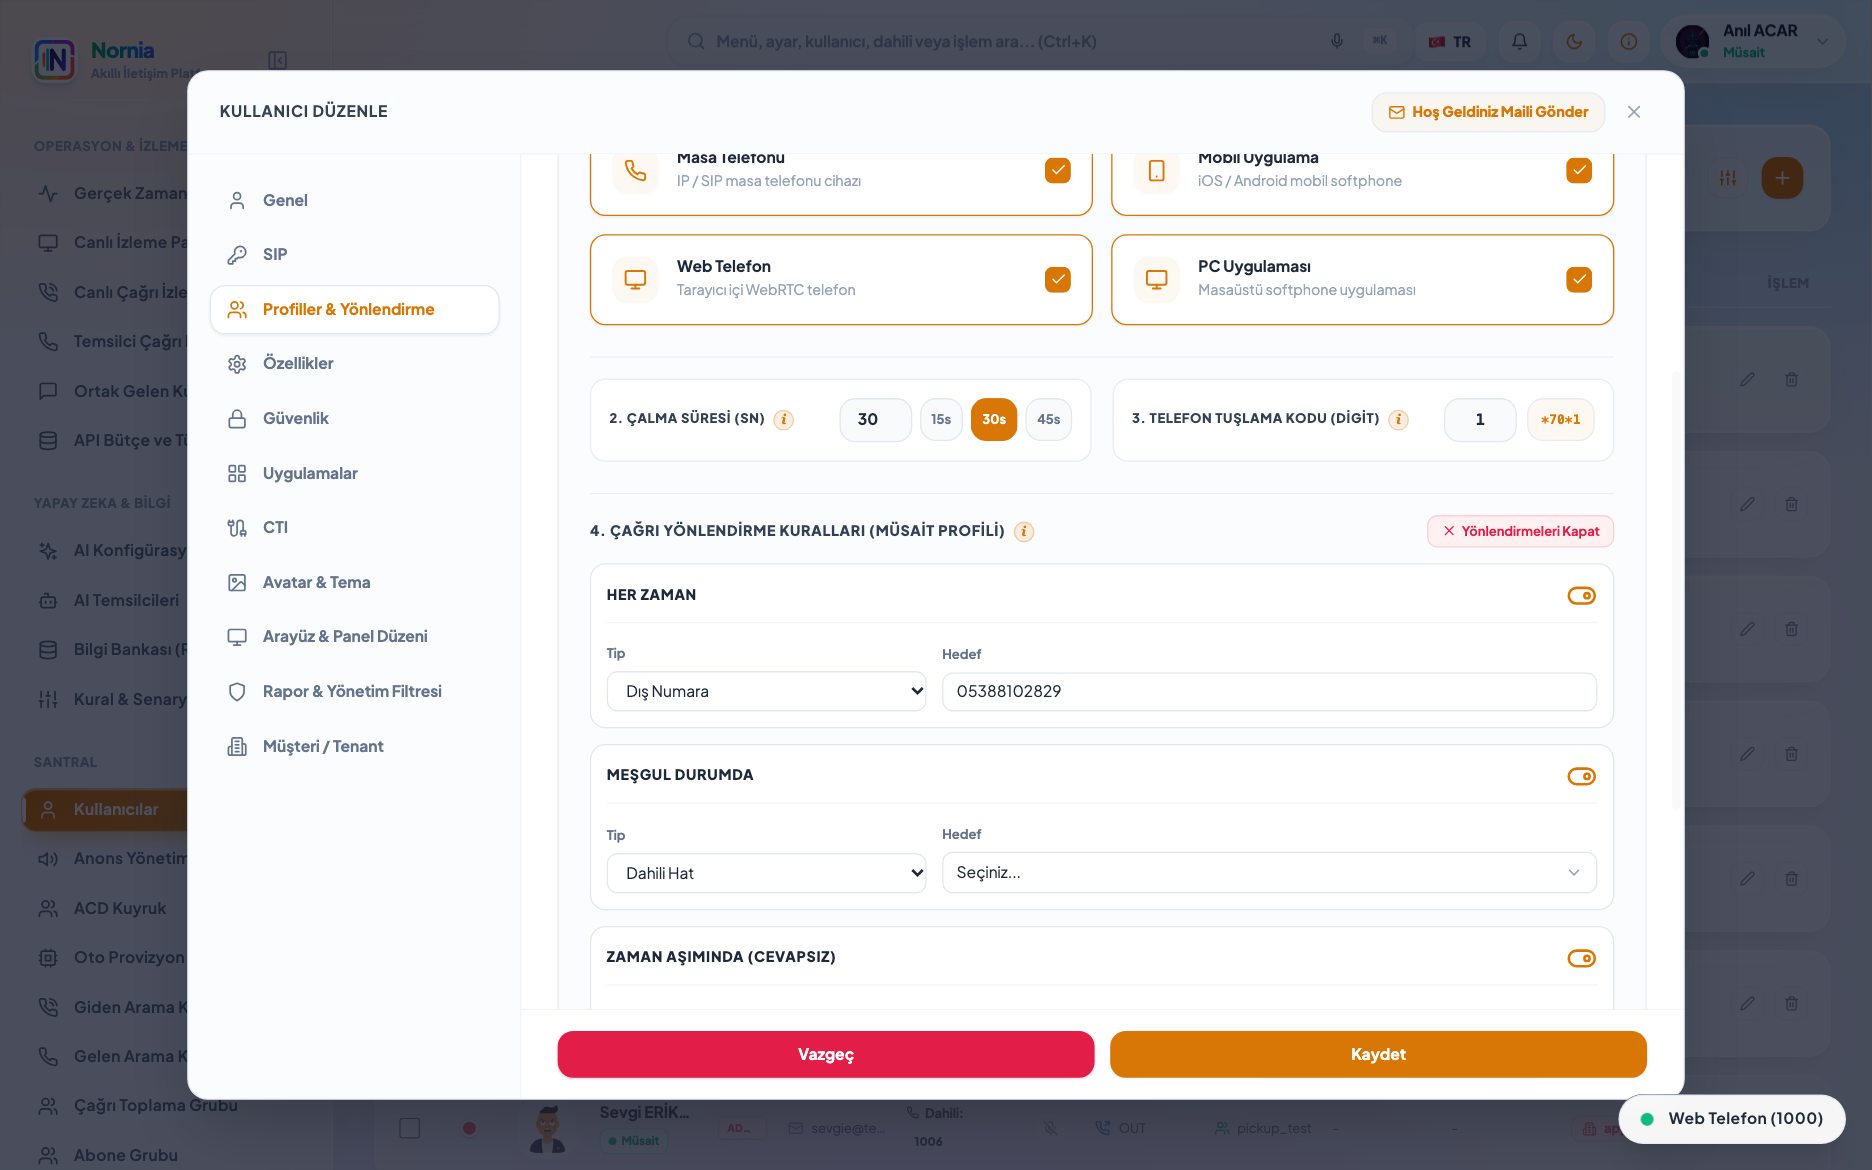 Nornia
Akıllı İletişim Plat
Menü, ayar, kullanıcı, dahili veya işlem ara... (Ctrl+K)
⌘K
TR
Anıl ACAR
Müsait
KULLANICI DÜZENLE
Hoş Geldiniz Maili Gönder
OPERASYON & İZLEME
Gerçek Zaman
Canlı İzleme Pa
Canlı Çağrı İzle
Temsilci Çağrı
Ortak Gelen Ku
API Bütçe ve Tü
YAPAY ZEKA & BİLGİ
AI Konfigürasy
AI Temsilcileri
Bilgi Bankası (R
Kural & Senary
SANTRAL
Kullanıcılar
Anons Yönetim
ACD Kuyruk
Oto Provizyon
Giden Arama K
Gelen Arama K
Çağrı Toplama Grubu
Abone Grubu
Genel
SIP
Profiller & Yönlendirme
Özellikler
Güvenlik
Uygulamalar
CTI
Avatar & Tema
Arayüz & Panel Düzeni
Rapor & Yönetim Filtresi
Müşteri / Tenant
Masa Telefonu
IP / SIP masa telefonu cihazı
Mobil Uygulama
iOS / Android mobil softphone
Web Telefon
Tarayıcı içi WebRTC telefon
PC Uygulaması
Masaüstü softphone uygulaması
2. ÇALMA SÜRESİ (SN)
30
15s
30s
45s
3. TELEFON TUŞLAMA KODU (DİGİT)
1
*70*1
4. ÇAĞRI YÖNLENDİRME KURALLARI (MÜSAİT PROFİLİ)
Yönlendirmeleri Kapat
HER ZAMAN
Tip
Hedef
Dış Numara
05388102829
MEŞGUL DURUMDA
Tip
Hedef
Dahili Hat
Seçiniz...
ZAMAN AŞIMINDA (CEVAPSIZ)
Vazgeç
Kaydet
İŞLEM
Sevgi ERİK...
Müsait
AD...
sevgie@te...
Dahili:
1006
OUT
pickup_test
-
-
Web Telefon (1000)